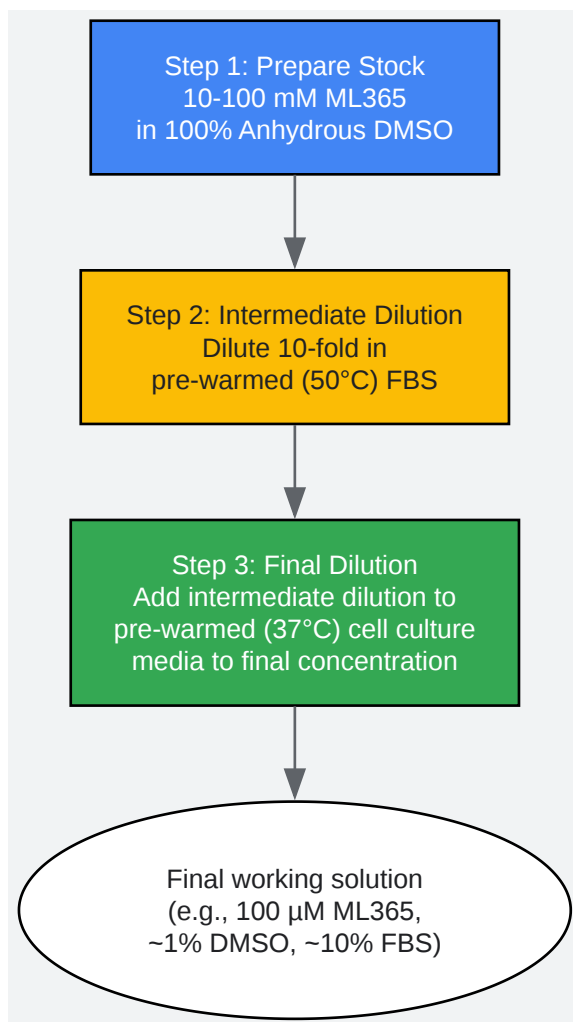 Step 1: Prepare Stock
10-100 mM ML365
in 100% Anhydrous DMSO
Step 2: Intermediate Dilution
Dilute 10-fold in
pre-warmed (50°C) FBS
Step 3: Final Dilution
Add intermediate dilution to
pre-warmed (37°C) cell culture
media to final concentration
Final working solution
(e.g., 100 µM ML365,
~1% DMSO, ~10% FBS)